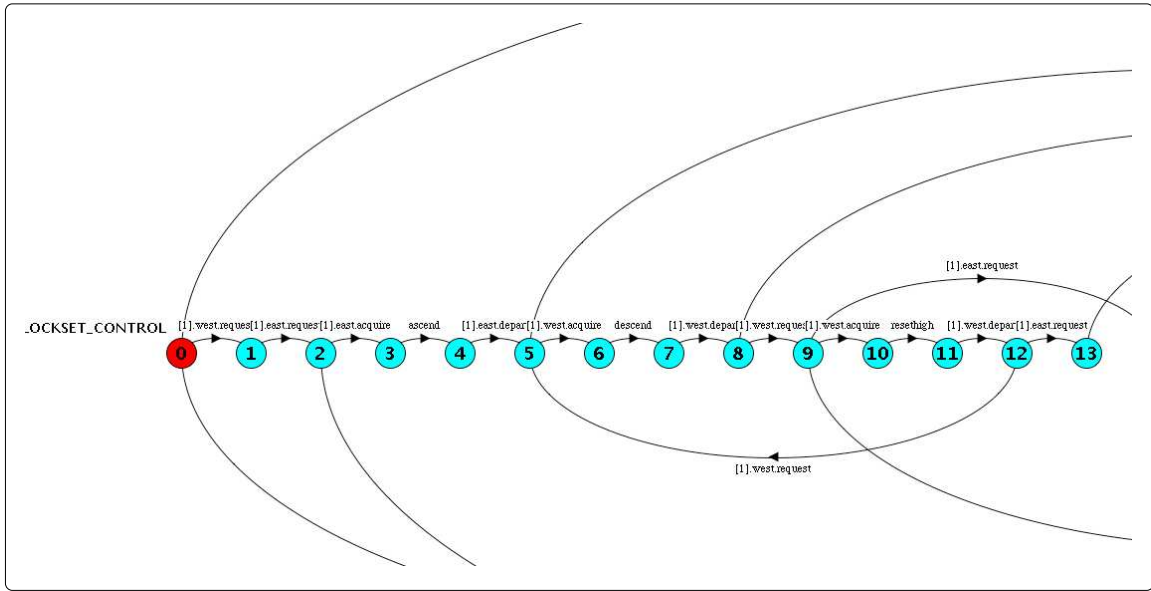 [1].east.request
.OCKSET_CONTROL [1].west.reques [1].east.reques [1].east.acquire ascend [1].east.depar [1].west.acquire descend [1].west.depar [1].west.reque [1].west.acquire resethigh [1].west.depar [1].east.request
0 1 2 3 4 5 6 7 8 9 10 11 12 13
[1].west.request